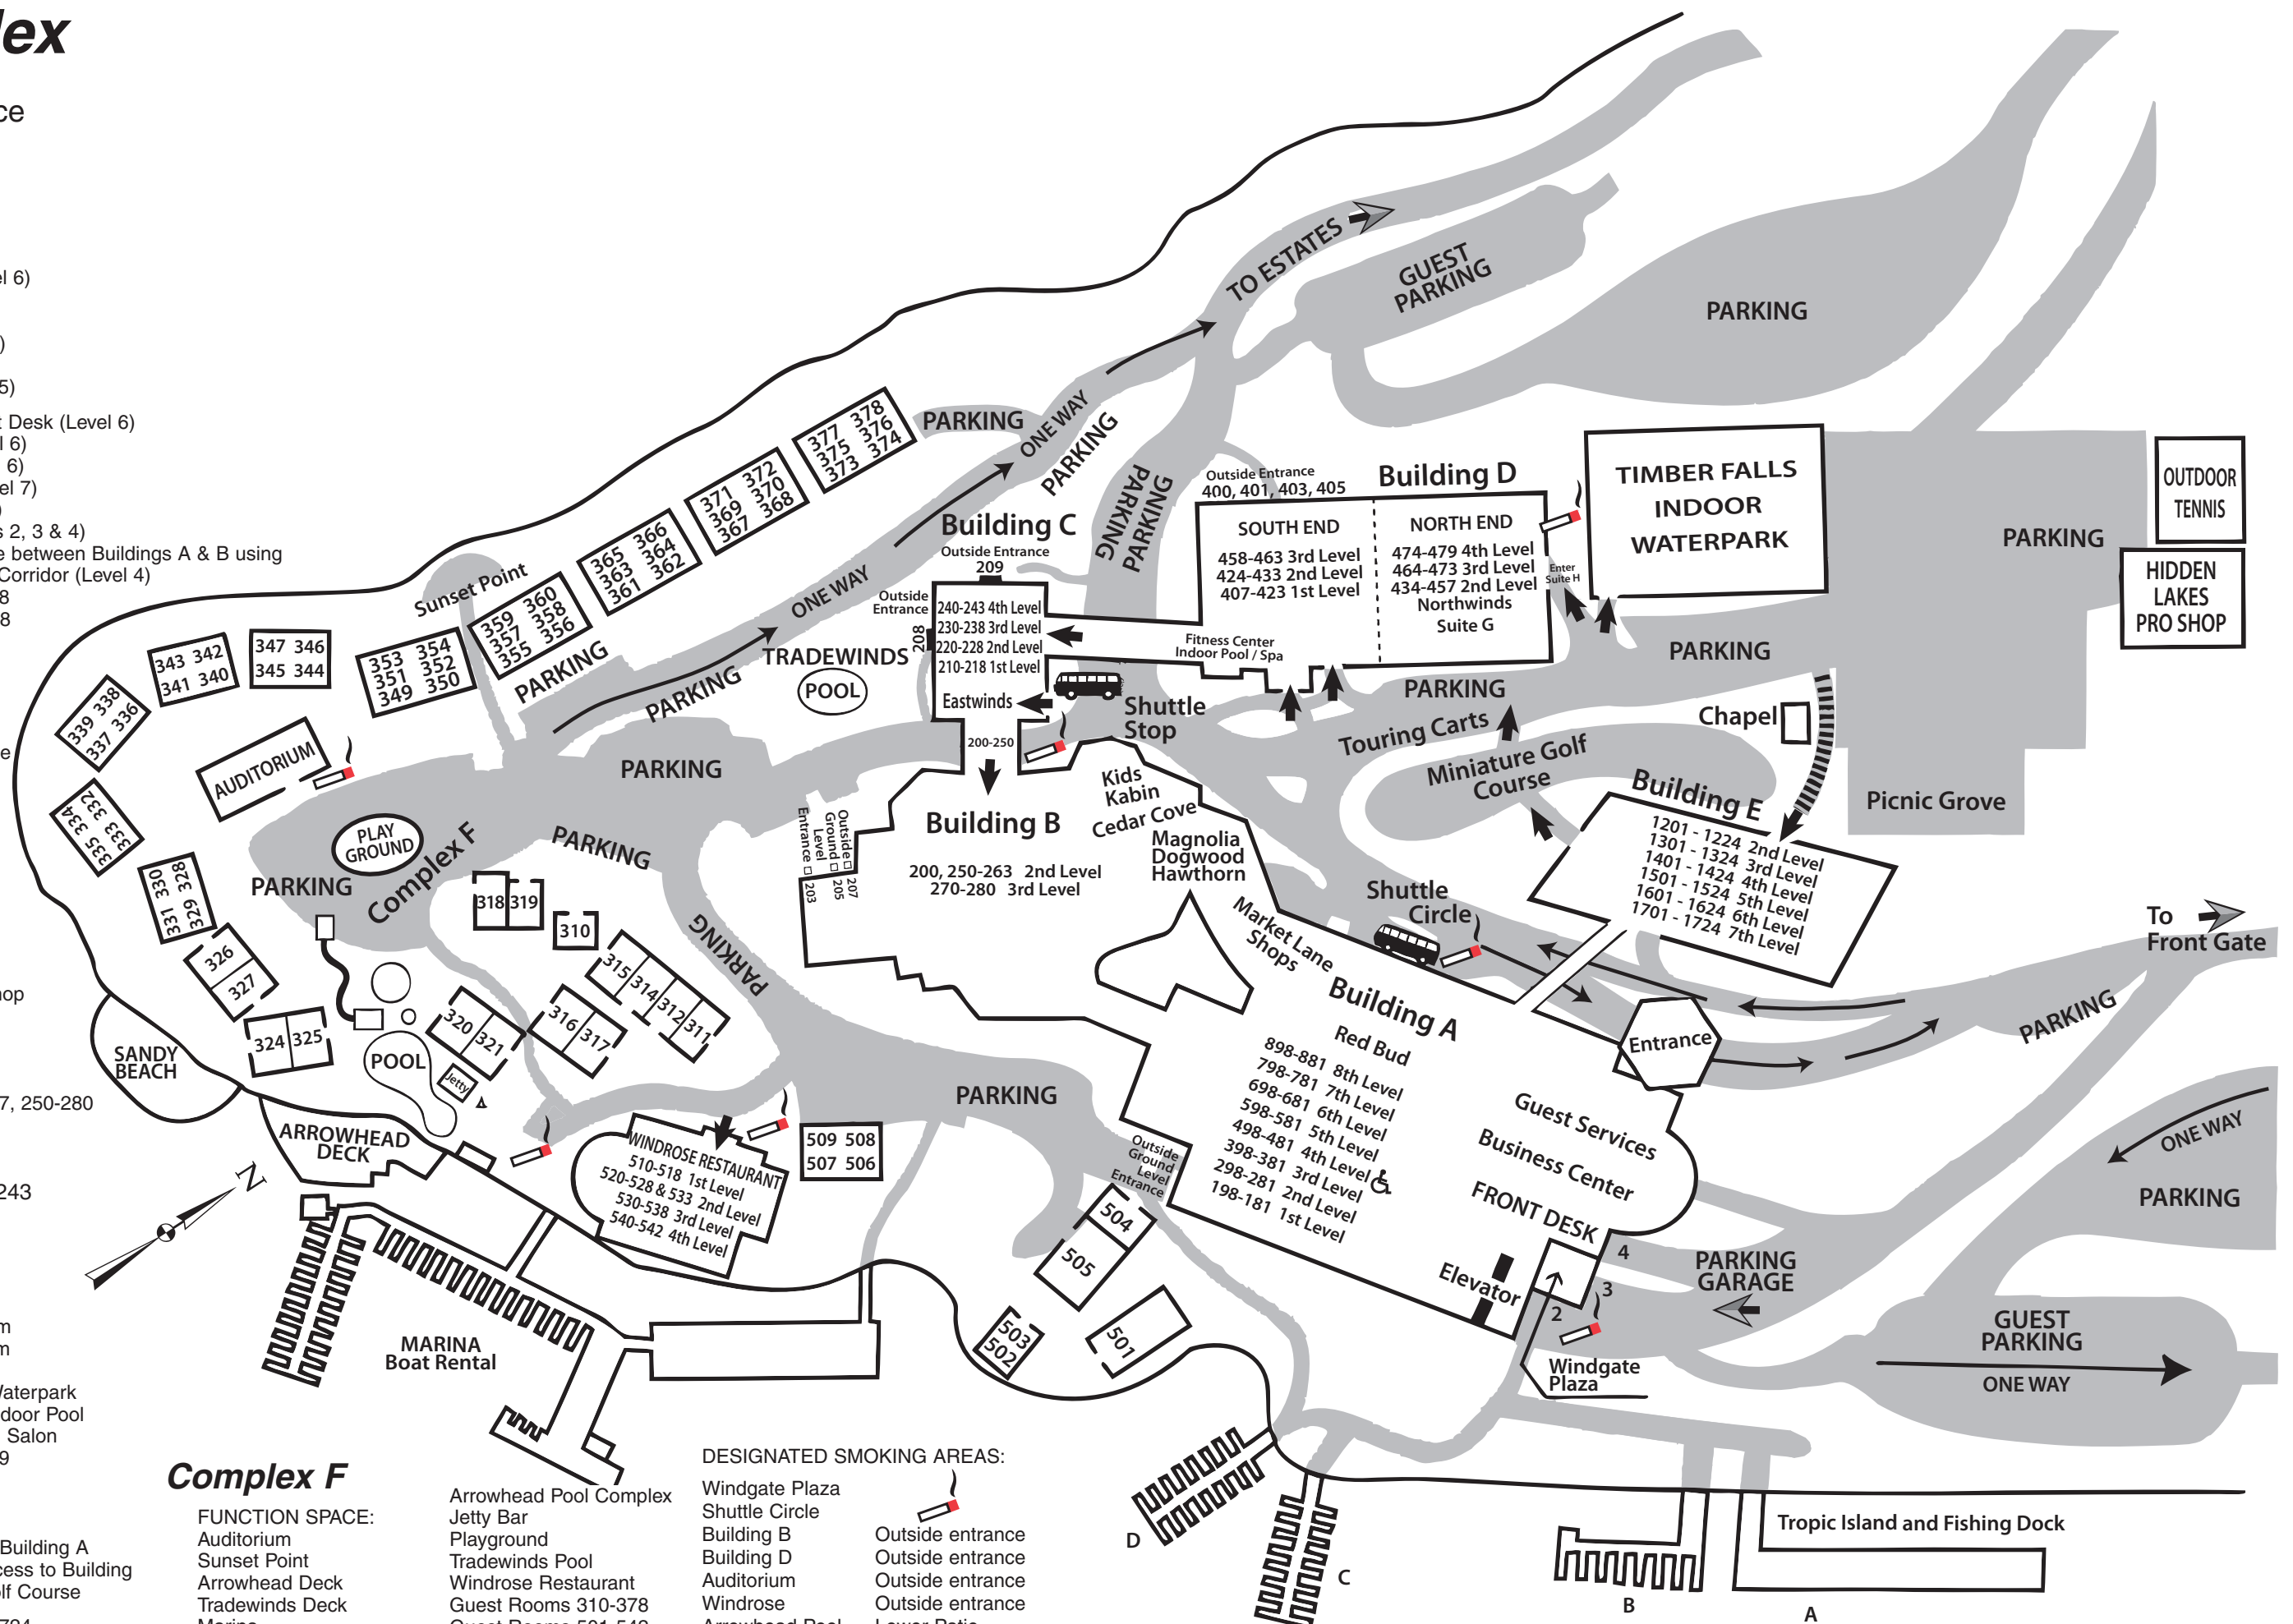 lex
ce
el 6)
)
5)
t Desk (Level 6)
l 6)
6)
el 7)
)
s 2, 3 & 4)
e between Buildings A & B using
Corridor (Level 4)
8
8
e
hop
7, 250-280
243
m
m
Waterpark
door Pool
Salon
9
Building A
cess to Building
olf Course
TO ESTATES
GUEST
PARKING
PARKING
PARKING
ONE WAY
PARKING
PARKING
PARKING
377 378
375 376
373 374
371 372
369 370
367 368
365 366
363 364
361 362
359 360
357 358
355 356
Sunset Point
353 354
351 352
349 350
347 346
345 344
343 342
341 340
339 338
337 336
335 334
333 332
331 330
329 328
326
327
324 325
AUDITORIUM
PARKING
ONE WAY
PARKING
TRADEWINDS
POOL
PARKING
PLAY
GROUND
PARKING
Complex F
PARKING
PARKING
318 319
310
315 314 312 311
316 317
320 321
POOL
Jetty
SANDY
BEACH
ARROWHEAD
DECK
N
WINDROSE RESTAURANT
510-518 1st Level
520-528 & 533 2nd Level
530-538 3rd Level
540-542 4th Level
509 508
507 506
MARINA
Boat Rental
Building C
Outside Entrance
209
Outside
Entrance
208
240-243 4th Level
230-238 3rd Level
220-228 2nd Level
210-218 1st Level
Eastwinds
200-250
Shuttle
Stop
Outside Entrance
400, 401, 403, 405
Building D
SOUTH END
458-463 3rd Level
424-433 2nd Level
407-423 1st Level
NORTH END
474-479 4th Level
464-473 3rd Level
434-457 2nd Level
Northwinds
Suite G
Fitness Center
Indoor Pool / Spa
Enter
Suite H
TIMBER FALLS
INDOOR
WATERPARK
OUTDOOR
TENNIS
HIDDEN
LAKES
PRO SHOP
PARKING
PARKING
PARKING
Touring Carts
Miniature Golf
Course
Chapel
Picnic Grove
Building E
1201 - 1224 2nd Level
1301 - 1324 3rd Level
1401 - 1424 4th Level
1501 - 1524 5th Level
1601 - 1624 6th Level
1701 - 1724 7th Level
Building B
200, 250-263 2nd Level
270-280 3rd Level
Outside
Ground
Level
Entrance
207
205
203
Kids
Kabin
Cedar Cove
Magnolia
Dogwood
Hawthorn
Market Lane
Shops
Shuttle
Circle
To
Front Gate
PARKING
Entrance
Building A
Red Bud
898-881 8th Level
798-781 7th Level
698-681 6th Level
598-581 5th Level
498-481 4th Level
398-381 3rd Level
298-281 2nd Level
198-181 1st Level
Guest Services
Business Center
FRONT DESK
Elevator
4
3
2
PARKING
GARAGE
Windgate
Plaza
ONE WAY
PARKING
GUEST
PARKING
ONE WAY
PARKING
Outside
Ground
Level
Entrance
504
505
503
502
501
D
C
B
A
Tropic Island and Fishing Dock
Complex F
FUNCTION SPACE:
Auditorium
Sunset Point
Arrowhead Deck
Tradewinds Deck
Marina
Arrowhead Pool Complex
Jetty Bar
Playground
Tradewinds Pool
Windrose Restaurant
Guest Rooms 310-378
Guest Rooms 501-542
DESIGNATED SMOKING AREAS:
Windgate Plaza
Shuttle Circle
Building B Outside entrance
Building D Outside entrance
Auditorium Outside entrance
Windrose Outside entrance
Arrowhead Pool Lower Patio